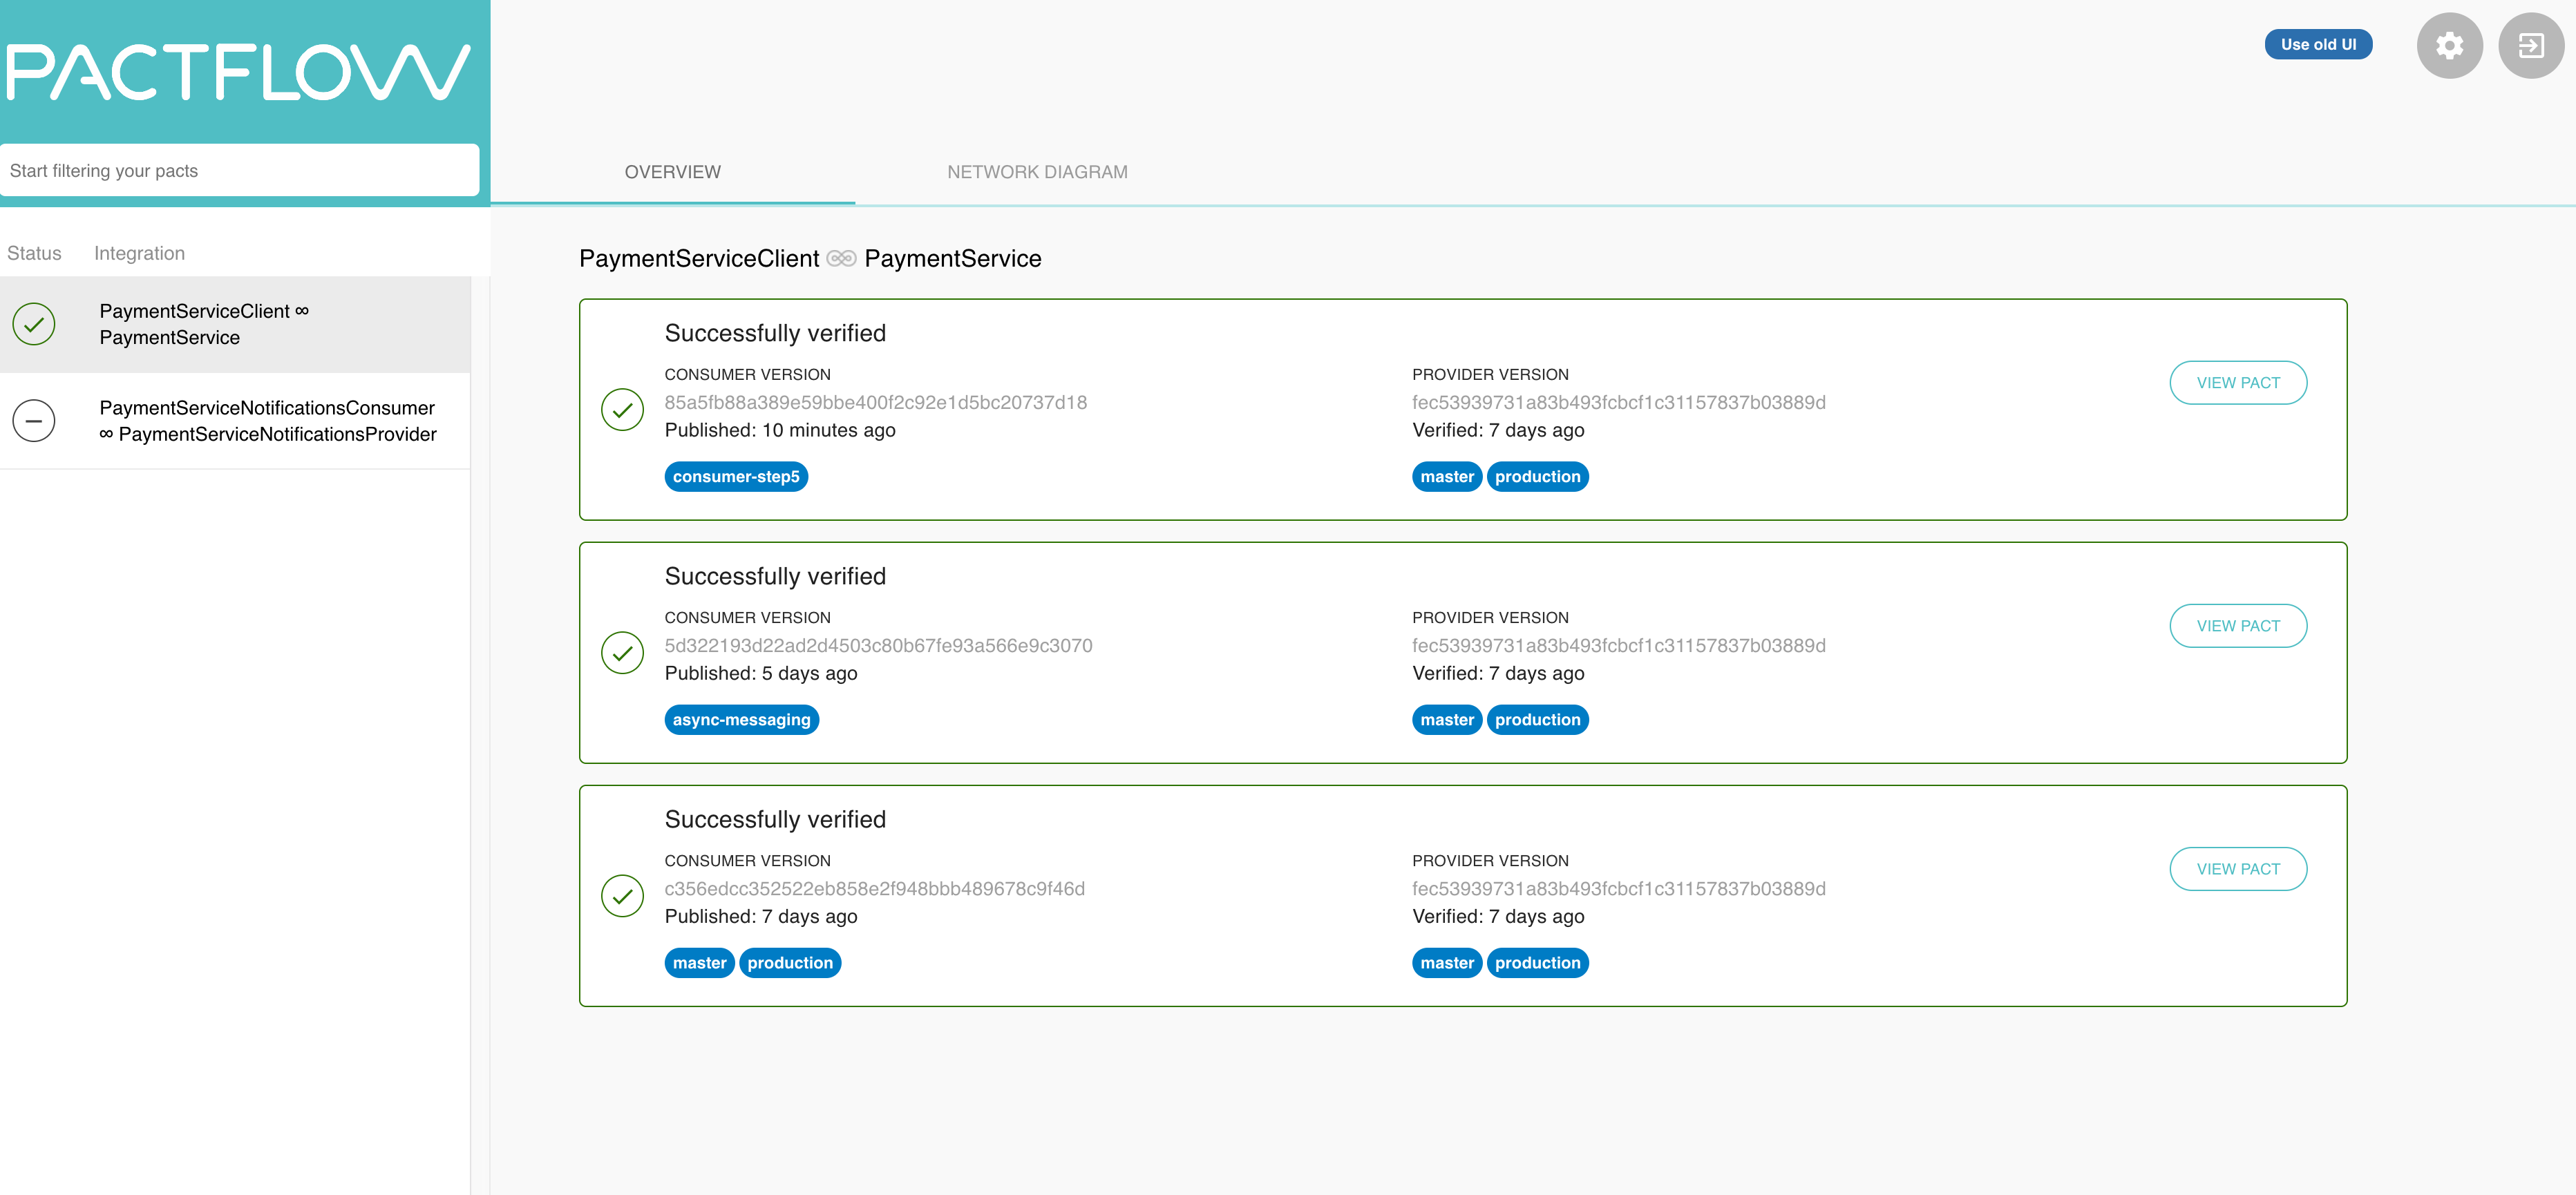 PACTFLOW
Start filtering your pacts
Status Integration
PaymentServiceClient ∞
PaymentService
PaymentServiceNotificationsConsumer
∞ PaymentServiceNotificationsProvider
Use old UI
OVERVIEW NETWORK DIAGRAM
PaymentServiceClient PaymentService
Successfully verified
CONSUMER VERSION PROVIDER VERSION
85a5fb88a389e59bbe400f2c92e1d5bc20737d18 fec53939731a83b493fcbcf1c31157837b03889d
VIEW PACT
Published: 10 minutes ago Verified: 7 days ago
consumer-step5 master production
Successfully verified
CONSUMER VERSION PROVIDER VERSION
5d322193d22ad2d4503c80b67fe93a566e9c3070 fec53939731a83b493fcbcf1c31157837b03889d
VIEW PACT
Published: 5 days ago Verified: 7 days ago
async-messaging master production
Successfully verified
CONSUMER VERSION PROVIDER VERSION
c356edcc352522eb858e2f948bbb489678c9f46d fec53939731a83b493fcbcf1c31157837b03889d
VIEW PACT
Published: 7 days ago Verified: 7 days ago
master production master production